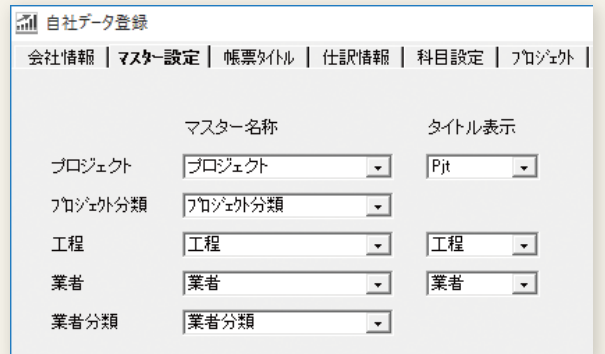 自社データ登録
会社情報 | マスター設定 | 帳票ﾀｲﾄﾙ | 仕訳情報 | 科目設定 | ﾌﾟﾛｼﾞｪｸﾄ |
マスター名称 タイトル表示
プロジェクト プロジェクト Pjt
ﾌﾟﾛｼﾞｪｸﾄ分類 ﾌﾟﾛｼﾞｪｸﾄ分類
工程 工程 工程
業者 業者 業者
業者分類 業者分類